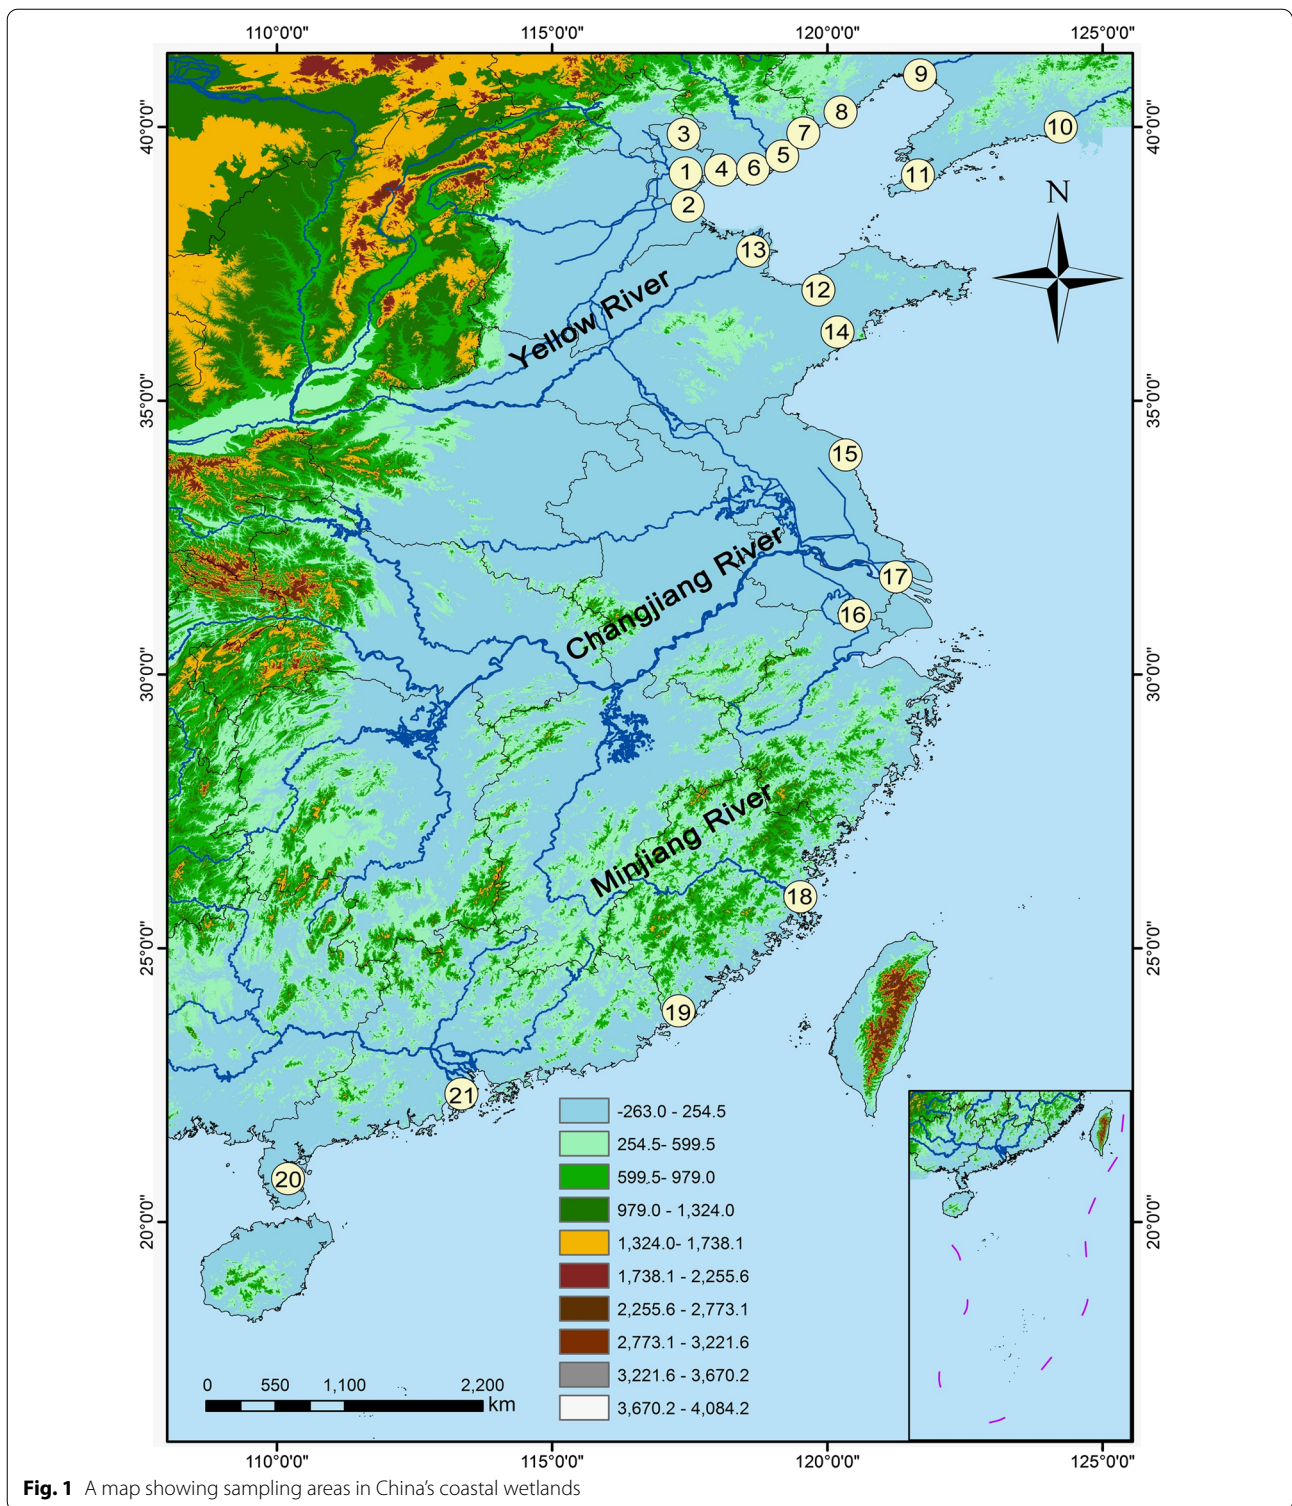 110°0'0" 115°0'0" 120°0'0" 125°0'0"
40°0'0" 40°0'0"
35°0'0" 35°0'0"
30°0'0" 30°0'0"
25°0'0" 25°0'0"
20°0'0" 20°0'0"
9
8
3 7 10
5
1 4 6 11
2
N
13
12
14
Yellow River
15
Changjiang River
17
16
Minjiang River
18
19
21
20
-263.0 - 254.5
254.5- 599.5
599.5- 979.0
979.0 - 1,324.0
1,324.0- 1,738.1
1,738.1 - 2,255.6
2,255.6 - 2,773.1
2,773.1 - 3,221.6
3,221.6 - 3,670.2
3,670.2 - 4,084.2
0 550 1,100 2,200
km
110°0'0" 115°0'0" 120°0'0" 125°0'0"
Fig. 1 A map showing sampling areas in China's coastal wetlands